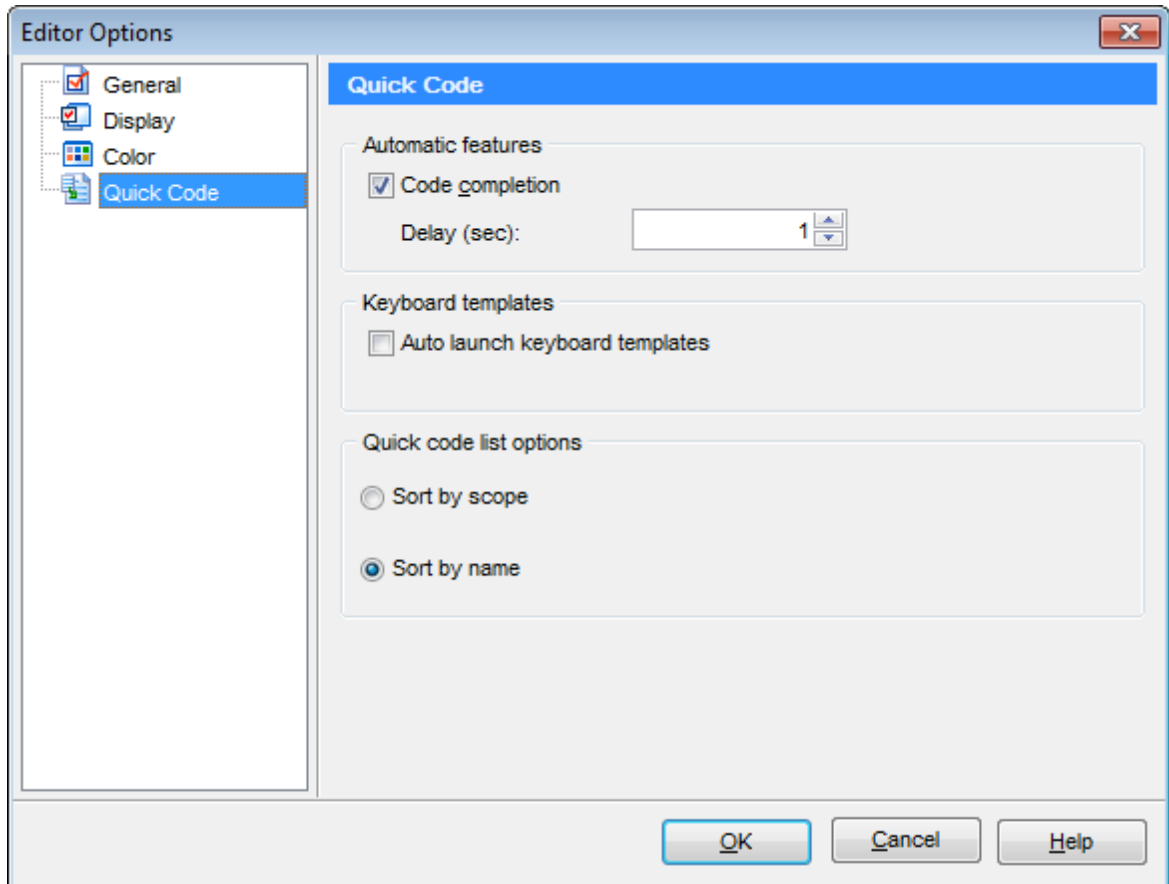 Editor Options
General
Display
Color
Quick Code
Quick Code
Automatic features
Code completion
Delay (sec): 1
Keyboard templates
Auto launch keyboard templates
Quick code list options
Sort by scope
Sort by name
OK Cancel Help